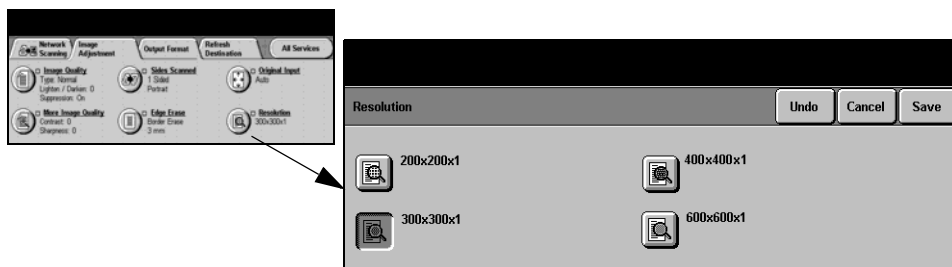 Network Scanning
Image Adjustment
Output Format
Refresh Destination
All Services
Image Quality
Type: Normal
Lighten / Darken: 0
Suppression: On
Sides Scanned
1 Sided
Portrait
Original Input
Auto
More Image Quality
Contrast: 0
Sharpness: 0
Edge Erase
Border Erase
3 mm
Resolution
300x300x1
Resolution
Undo
Cancel
Save
200x200x1
400x400x1
300x300x1
600x600x1